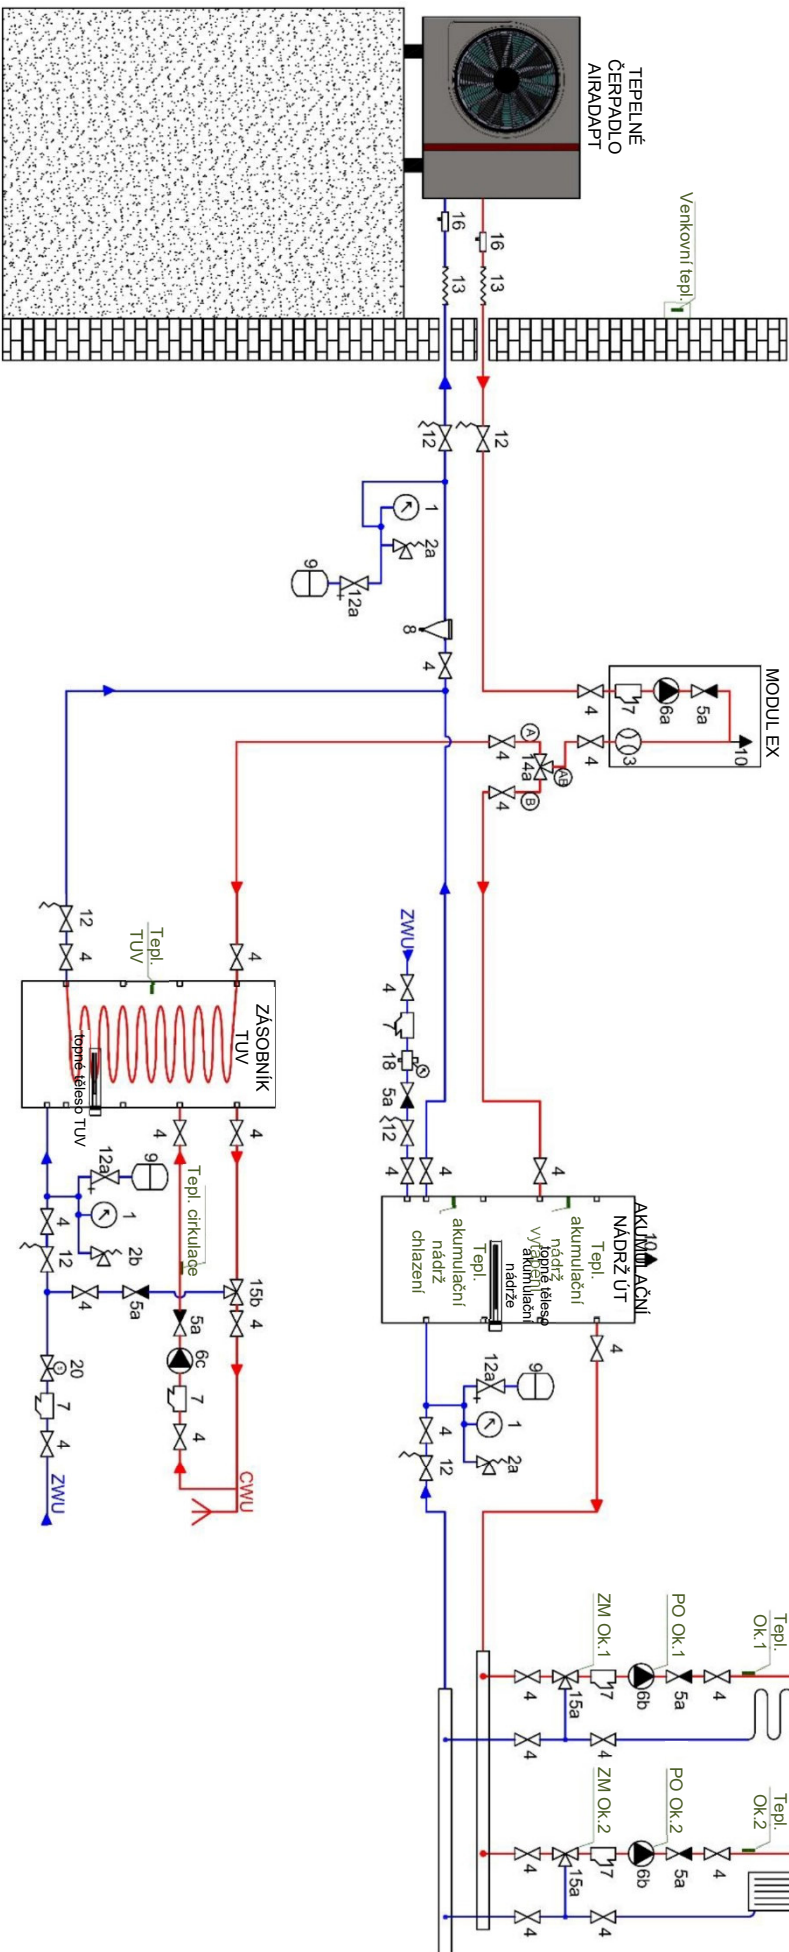 TEPELNÉ
ČERPADLO
AIRADAPT
Venkovní tepl.
16
13
16
13
12
12
1
2a
9
12a
8
4
MODUL EX
4
17
6a
5a
10
3
4
A
14a
AB
B
4
4
12
4
Tepl.
TUV
4
ZÁSOBNÍK
TUV
topné těleso TUV
4
4
9
12a
1
2b
4
12
Tepl. cirkulace
4
5a
15b
4
5a
6c
7
4
20
7
4
ZWU
CWU
ZWU
4
7
18
5a
12
4
4
4
AKUMULAČNÍ
NÁDRŽ ÚT
10
Tepl.
akumulační
nádrž
vytápění
topné těleso
akumulační
nádrže
Tepl.
akumulační
nádrž
chlazení
4
9
12a
1
2a
4
12
Tepl.
Ok.1
PO Ok.1
ZM Ok.1
4
5a
6b
17
15a
4
4
4
Tepl.
Ok.2
PO Ok.2
ZM Ok.2
4
5a
6b
17
15a
4
4
4